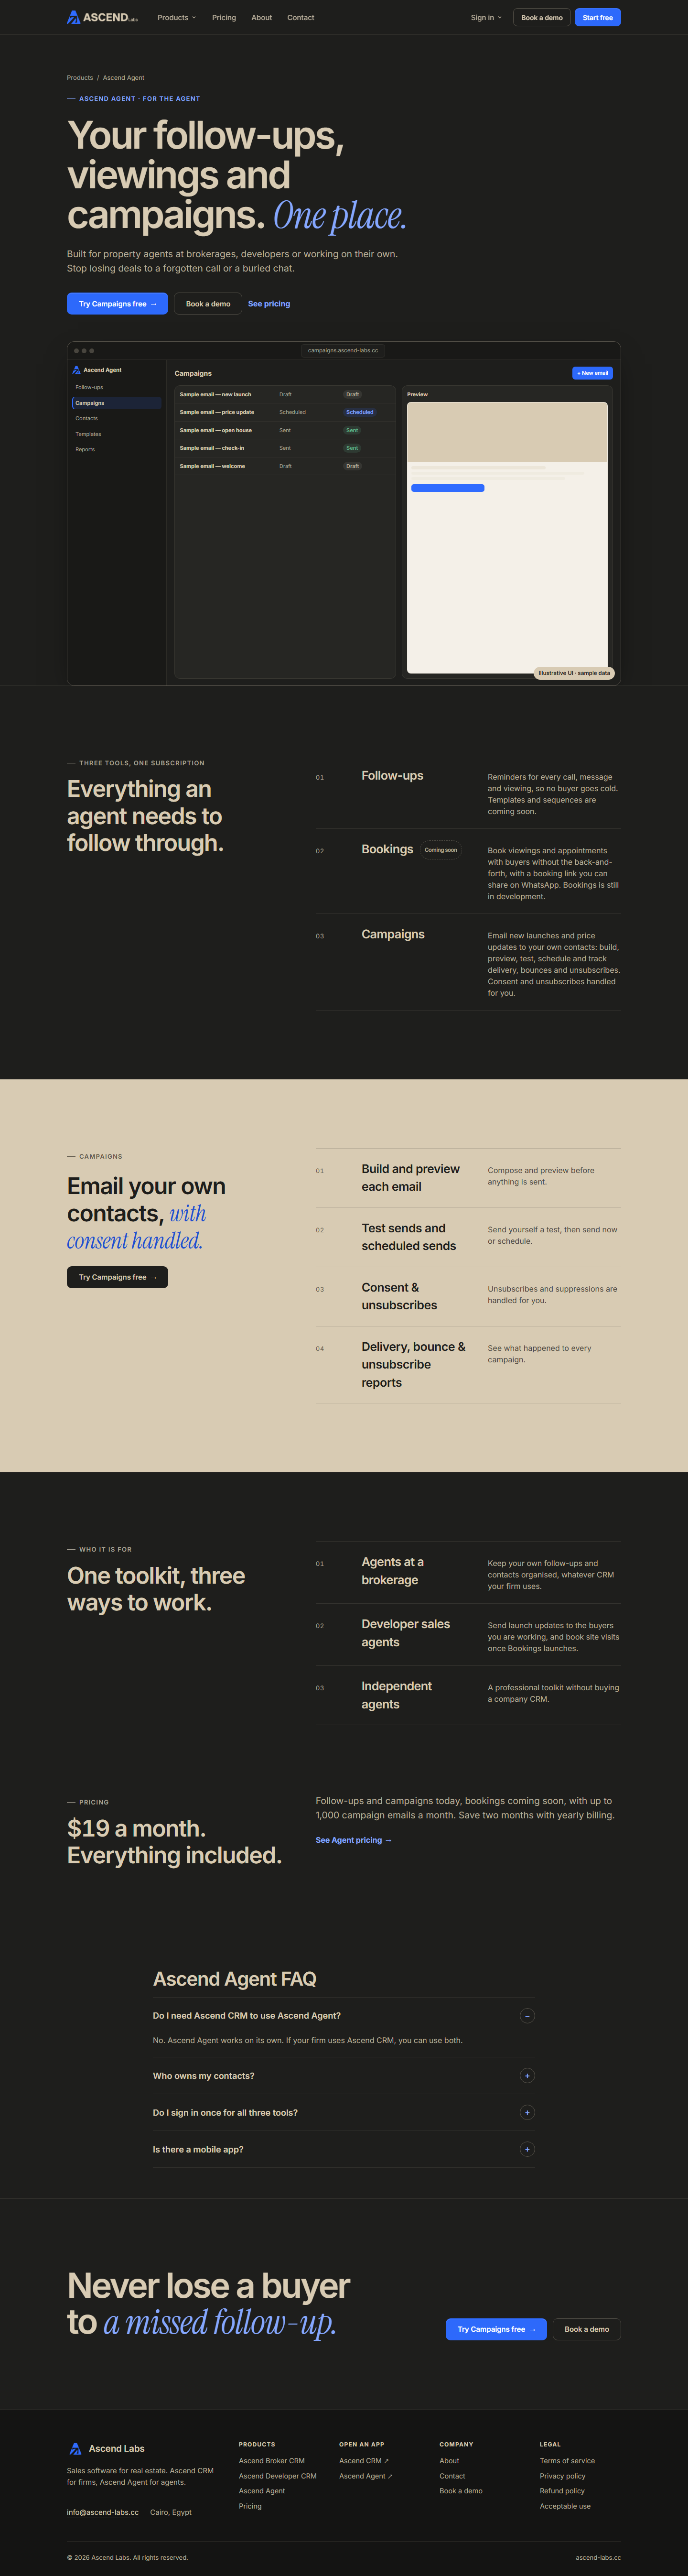 ASCEND Labs
Products
Pricing
About
Contact
Sign in
Book a demo
Start free
Products / Ascend Agent
ASCEND AGENT · FOR THE AGENT
Your follow-ups,
viewings and
campaigns. One place.
Built for property agents at brokerages, developers or working on their own.
Stop losing deals to a forgotten call or a buried chat.
Try Campaigns free →
Book a demo
See pricing
campaigns.ascend-labs.cc
Ascend Agent
Follow-ups
Campaigns
Contacts
Templates
Reports
Campaigns
+ New email
Sample email — new launch Draft Draft
Sample email — price update Scheduled Scheduled
Sample email — open house Sent Sent
Sample email — check-in Sent Sent
Sample email — welcome Draft Draft
Preview
Illustrative UI · sample data
THREE TOOLS, ONE SUBSCRIPTION
Everything an
agent needs to
follow through.
01
Follow-ups
Reminders for every call, message
and viewing, so no buyer goes cold.
Templates and sequences are
coming soon.
02
Bookings
Coming soon
Book viewings and appointments
with buyers without the back-and-
forth, with a booking link you can
share on WhatsApp. Bookings is still
in development.
03
Campaigns
Email new launches and price
updates to your own contacts: build,
preview, test, schedule and track
delivery, bounces and unsubscribes.
Consent and unsubscribes handled
for you.
CAMPAIGNS
Email your own
contacts, with
consent handled.
Try Campaigns free →
01
Build and preview
each email
Compose and preview before
anything is sent.
02
Test sends and
scheduled sends
Send yourself a test, then send now
or schedule.
03
Consent &
unsubscribes
Unsubscribes and suppressions are
handled for you.
04
Delivery, bounce &
unsubscribe
reports
See what happened to every
campaign.
WHO IT IS FOR
One toolkit, three
ways to work.
01
Agents at a
brokerage
Keep your own follow-ups and
contacts organised, whatever CRM
your firm uses.
02
Developer sales
agents
Send launch updates to the buyers
you are working, and book site visits
once Bookings launches.
03
Independent
agents
A professional toolkit without buying
a company CRM.
PRICING
$19 a month.
Everything included.
Follow-ups and campaigns today, bookings coming soon, with up to
1,000 campaign emails a month. Save two months with yearly billing.
See Agent pricing →
Ascend Agent FAQ
Do I need Ascend CRM to use Ascend Agent?
No. Ascend Agent works on its own. If your firm uses Ascend CRM, you can use both.
Who owns my contacts?
Do I sign in once for all three tools?
Is there a mobile app?
Never lose a buyer
to a missed follow-up.
Try Campaigns free →
Book a demo
Ascend Labs
Sales software for real estate. Ascend CRM
for firms, Ascend Agent for agents.
info@ascend-labs.cc
Cairo, Egypt
PRODUCTS
Ascend Broker CRM
Ascend Developer CRM
Ascend Agent
Pricing
OPEN AN APP
Ascend CRM ↗
Ascend Agent ↗
COMPANY
About
Contact
Book a demo
LEGAL
Terms of service
Privacy policy
Refund policy
Acceptable use
© 2026 Ascend Labs. All rights reserved.
ascend-labs.cc